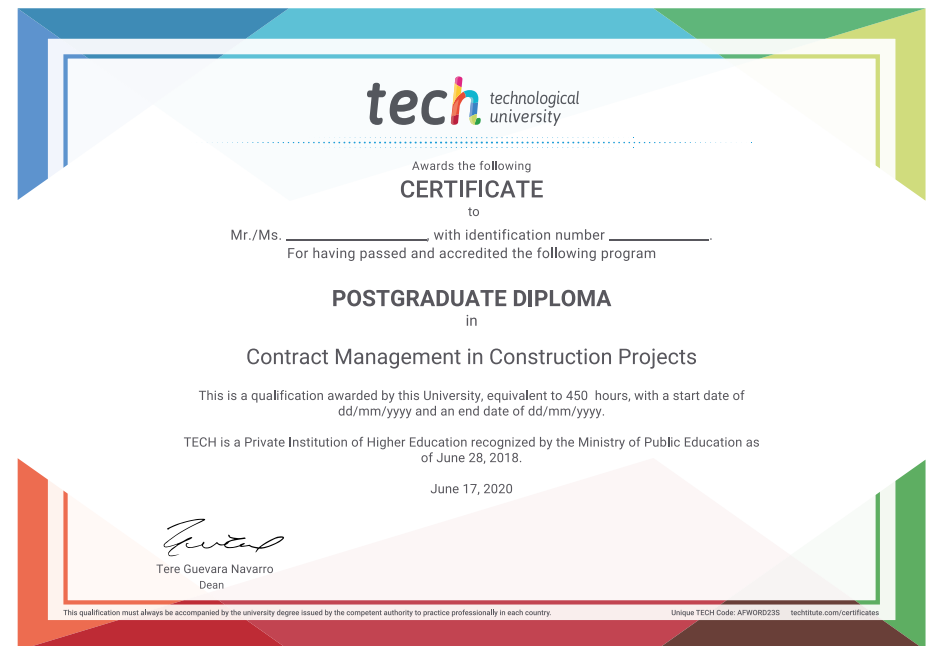 tech technological
university
Awards the following
CERTIFICATE
to
Mr./Ms. ________________, with identification number ____________.
For having passed and accredited the following program
POSTGRADUATE DIPLOMA
in
Contract Management in Construction Projects
This is a qualification awarded by this University, equivalent to 450 hours, with a start date of
dd/mm/yyyy and an end date of dd/mm/yyyy.
TECH is a Private Institution of Higher Education recognized by the Ministry of Public Education as
of June 28, 2018.
June 17, 2020
Tere Guevara Navarro
Dean
This qualification must always be accompanied by the university degree issued by the competent authority to practice professionally in each country.
Unique TECH Code: AFWORD23S techtitute.com/certificates